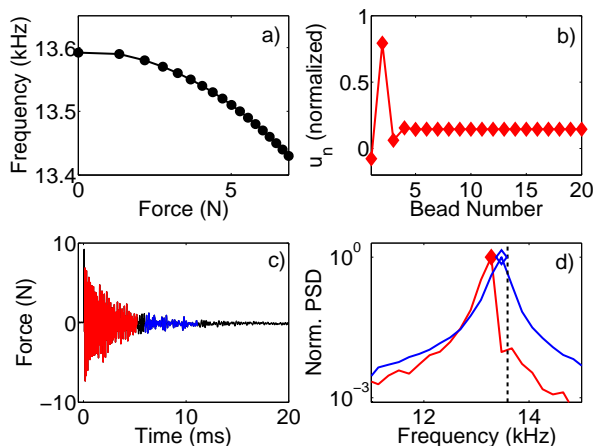 a)
Frequency (kHz)
13.6
13.5
13.4
0
5
Force (N)
b)
u_n (normalized)
1
0.5
0
5
10
15
20
Bead Number
c)
Force (N)
10
0
−10
0
10
20
Time (ms)
d)
Norm. PSD
10^0
10^−3
12
14
Frequency (kHz)